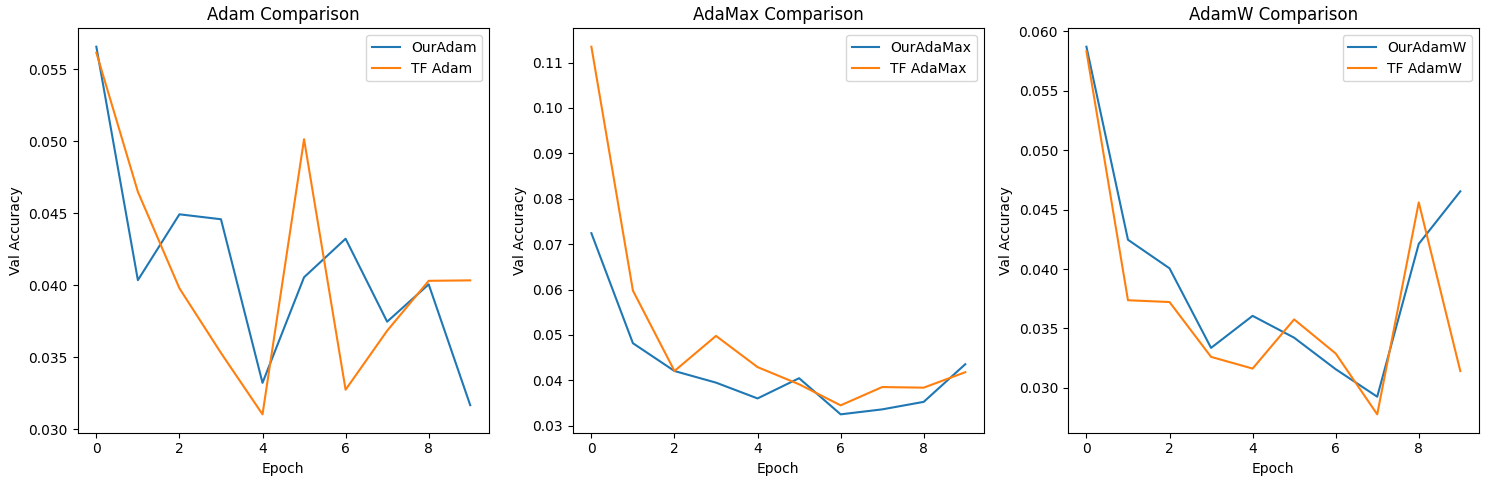 Adam Comparison
Val Accuracy
0.055
0.050
0.045
0.040
0.035
0.030
OurAdam
TF Adam
0 2 4 6 8
Epoch
AdaMax Comparison
Val Accuracy
0.11
0.10
0.09
0.08
0.07
0.06
0.05
0.04
0.03
OurAdaMax
TF AdaMax
0 2 4 6 8
Epoch
AdamW Comparison
Val Accuracy
0.060
0.055
0.050
0.045
0.040
0.035
0.030
OurAdamW
TF AdamW
0 2 4 6 8
Epoch